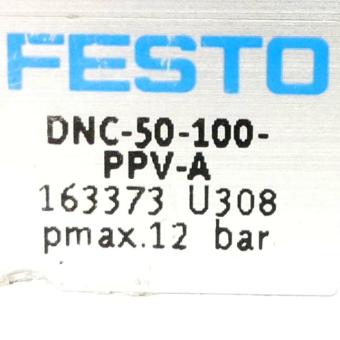 FESTO
DNC-50-100-
PPV-A
163373 U308
pmax.12 bar